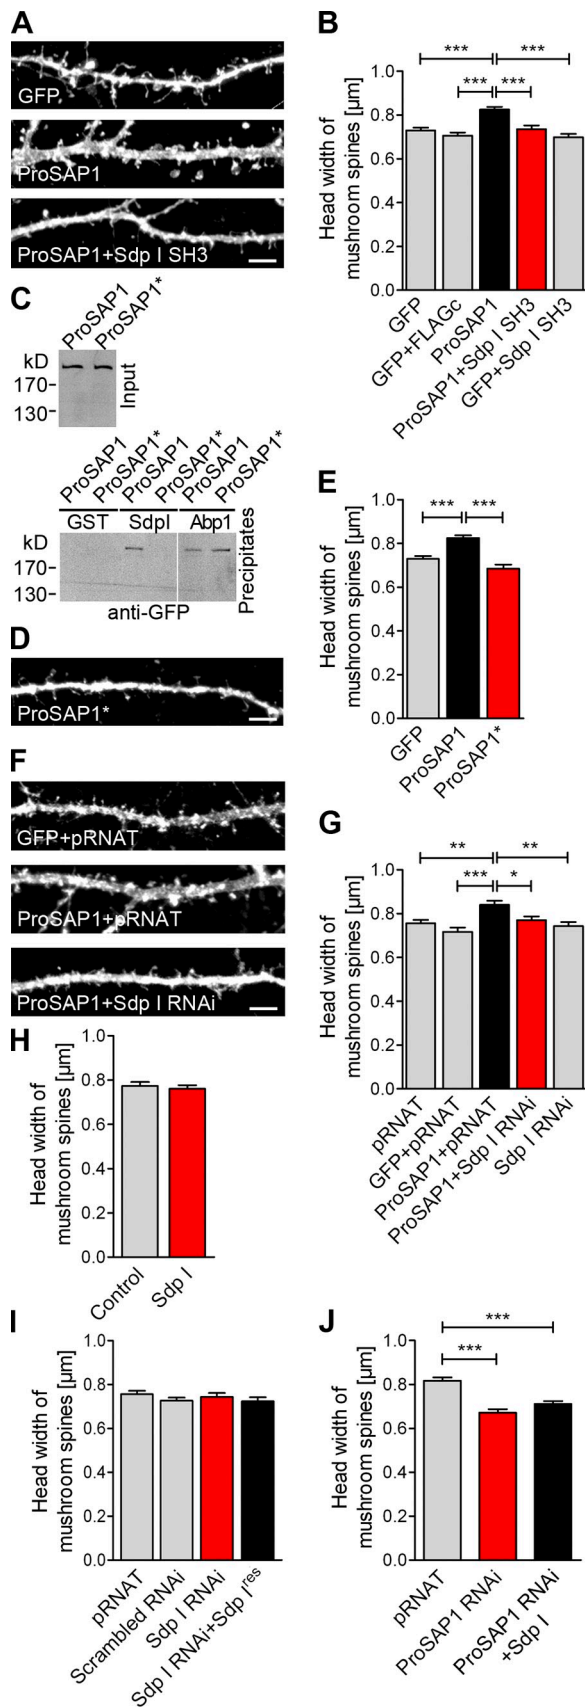 A
GFP
ProSAP1
ProSAP1+Sdp I SH3
B
*** ***
*** ***
Head width of
mushroom spines [µm]
1.0
0.8
0.6
0.4
0.2
0.0
GFP
GFP+FLAGc
ProSAP1
ProSAP1+Sdp I SH3
GFP+Sdp I SH3
C
ProSAP1
ProSAP1*
kD
170-
130-
Input
ProSAP1
ProSAP1*
ProSAP1
ProSAP1*
ProSAP1
ProSAP1*
GST SdpI Abp1
kD
170-
130-
Precipitates
anti-GFP
D
ProSAP1*
E
*** ***
Head width of
mushroom spines [µm]
1.0
0.8
0.6
0.4
0.2
0.0
GFP
ProSAP1
ProSAP1*
F
GFP+pRNAT
ProSAP1+pRNAT
ProSAP1+Sdp I RNAi
G
** **
*** *
Head width of
mushroom spines [µm]
1.0
0.8
0.6
0.4
0.2
0.0
pRNAT
GFP+pRNAT
ProSAP1+pRNAT
ProSAP1+Sdp I RNAi
Sdp I RNAi
H
Head width of
mushroom spines [µm]
1.0
0.8
0.6
0.4
0.2
0.0
Control
Sdp I
I
Head width of
mushroom spines [µm]
1.0
0.8
0.6
0.4
0.2
0.0
pRNAT
Scrambled RNAi
Sdp I RNAi
Sdp I RNAi+Sdp I^res
J
***
***
Head width of
mushroom spines [µm]
1.0
0.8
0.6
0.4
0.2
0.0
pRNAT
ProSAP1 RNAi
ProSAP1 RNAi
+Sdp I